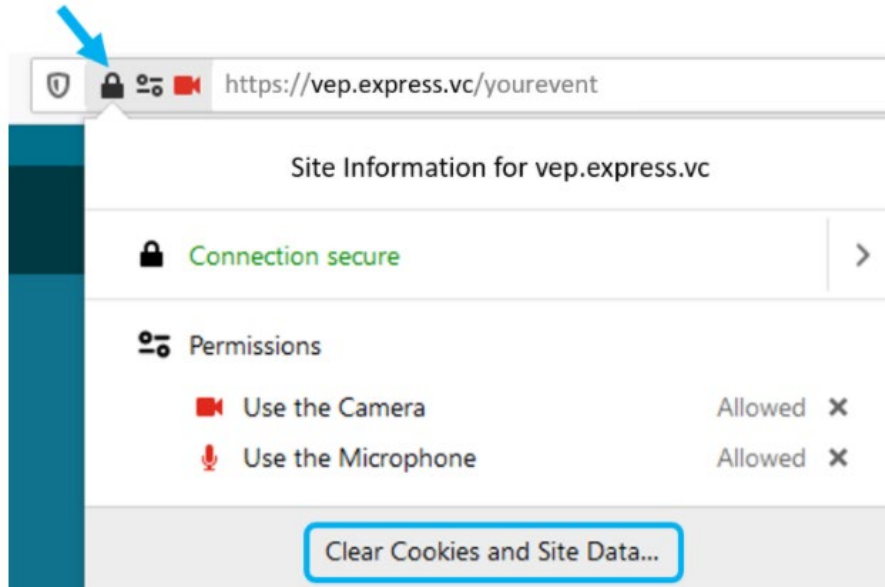 https://vep.express.vc/yourevent
Site Information for vep.express.vc
Connection secure
Permissions
Use the Camera Allowed
Use the Microphone Allowed
Clear Cookies and Site Data...